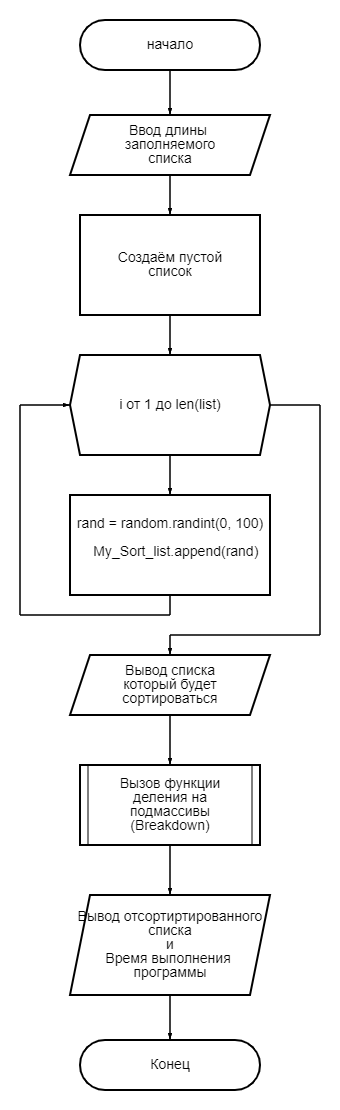 начало
Ввод длины
заполняемого
списка
Создаём пустой
список
i от 1 до len(list)
rand = random.randint(0, 100)
My_Sort_list.append(rand)
Вывод списка
который будет
сортироваться
Вызов функции
деления на
подмассивы
(Breakdown)
Вывод отсортиртированного
списка
и
Время выполнения
программы
Конец